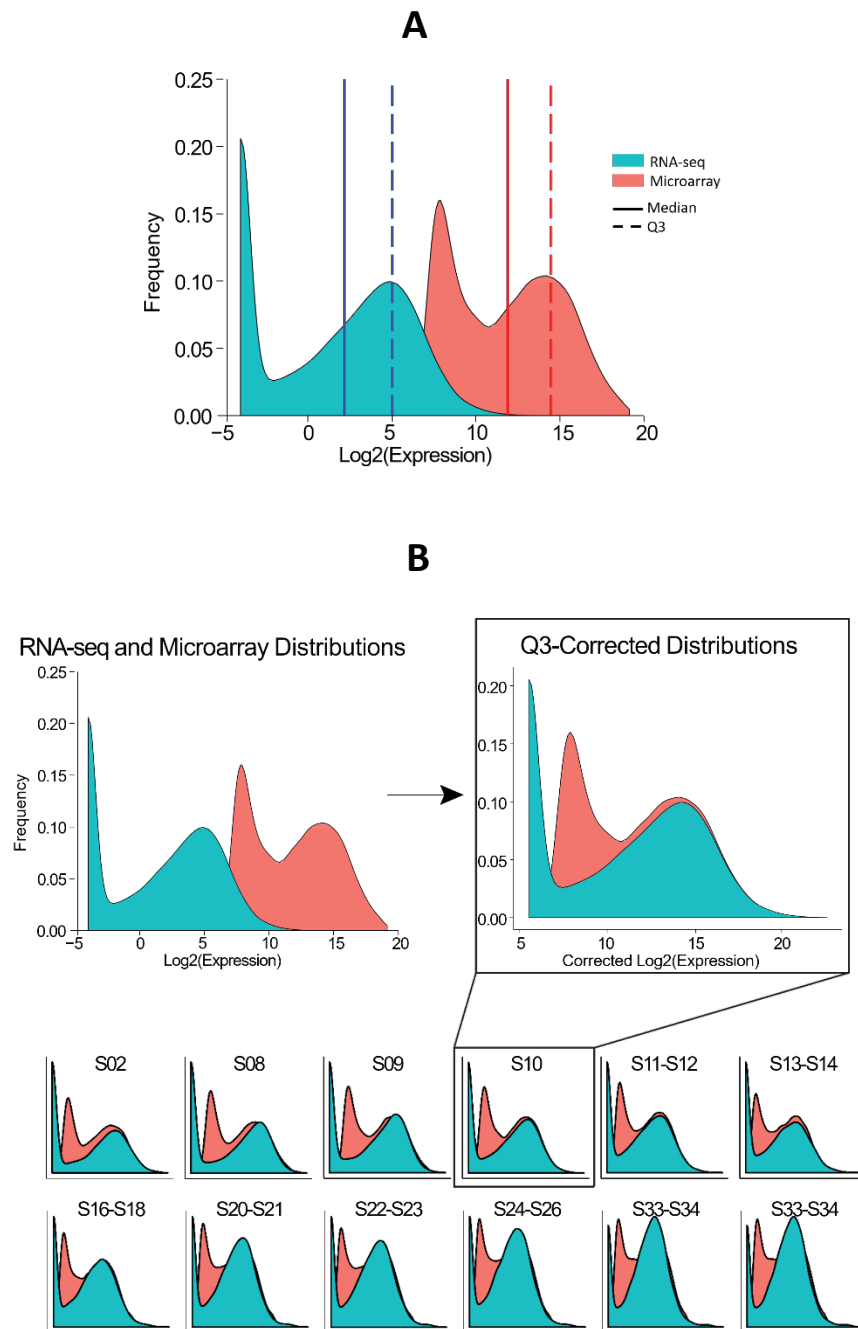 A
0.25
0.20
0.15
0.10
0.05
0.00
Frequency
−5 0 5 10 15 20
Log2(Expression)
RNA-seq
Microarray
Median
Q3
B
RNA-seq and Microarray Distributions
0.25
0.20
0.15
0.10
0.05
0.00
Frequency
−5 0 5 10 15 20
Log2(Expression)
Q3-Corrected Distributions
0.20
0.15
0.10
0.05
0.00
5 10 15 20
Corrected Log2(Expression)
S02 S08 S09 S10 S11-S12 S13-S14
S16-S18 S20-S21 S22-S23 S24-S26 S33-S34 S33-S34